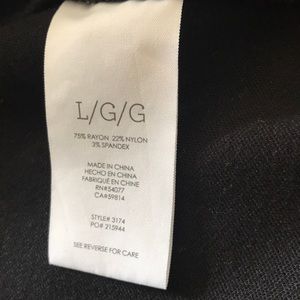 L/G/G
75% RAYON 22% NYLON
3% SPANDEX
MADE IN CHINA
HECHO EN CHINA
FABRIQUÉ EN CHINE
RN#54077
CA#59814
STYLE# 3174
PO# 215944
SEE REVERSE FOR CARE